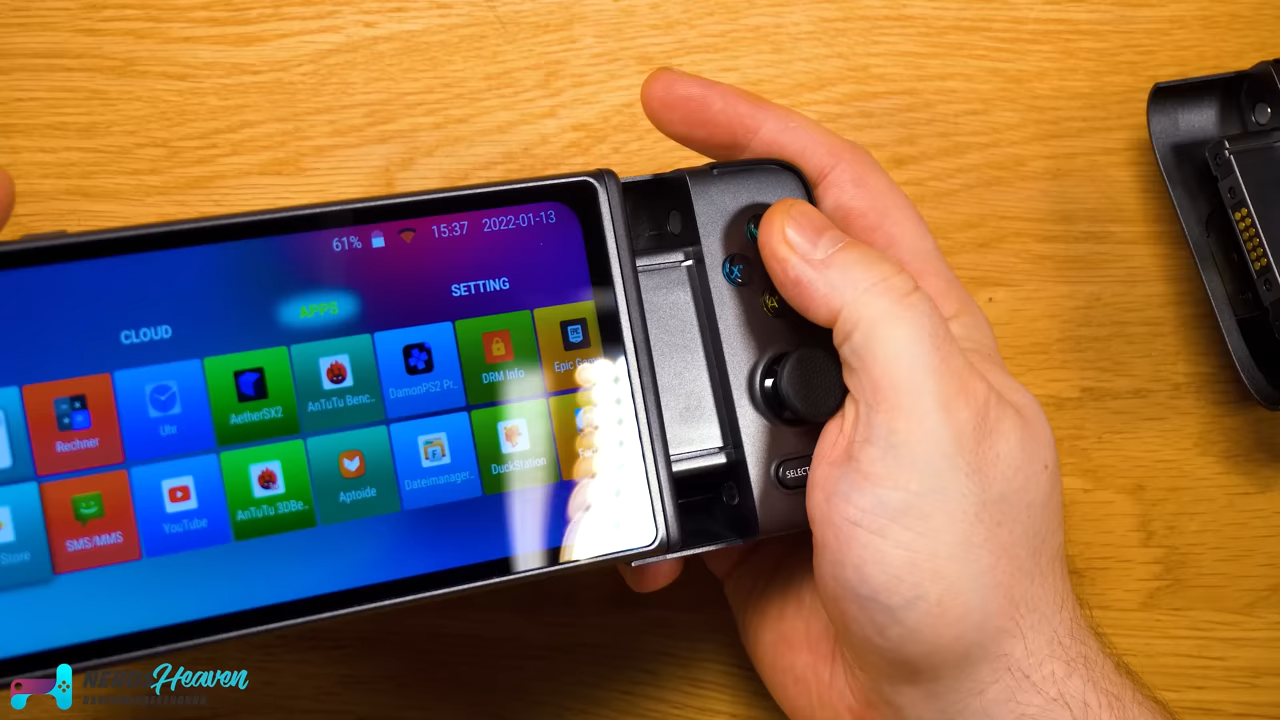 61% 15:37 2022-01-13
CLOUD APPS SETTING
Rechner Uhr AetherSX2 AnTuTu Benc.. DamonPS2 Pr.. DRM Info Epic
Store SMS/MMS YouTube AnTuTu 3DBe.. Aptoide Dateimanager.. DuckStation
X
A
SELECT
Heaven